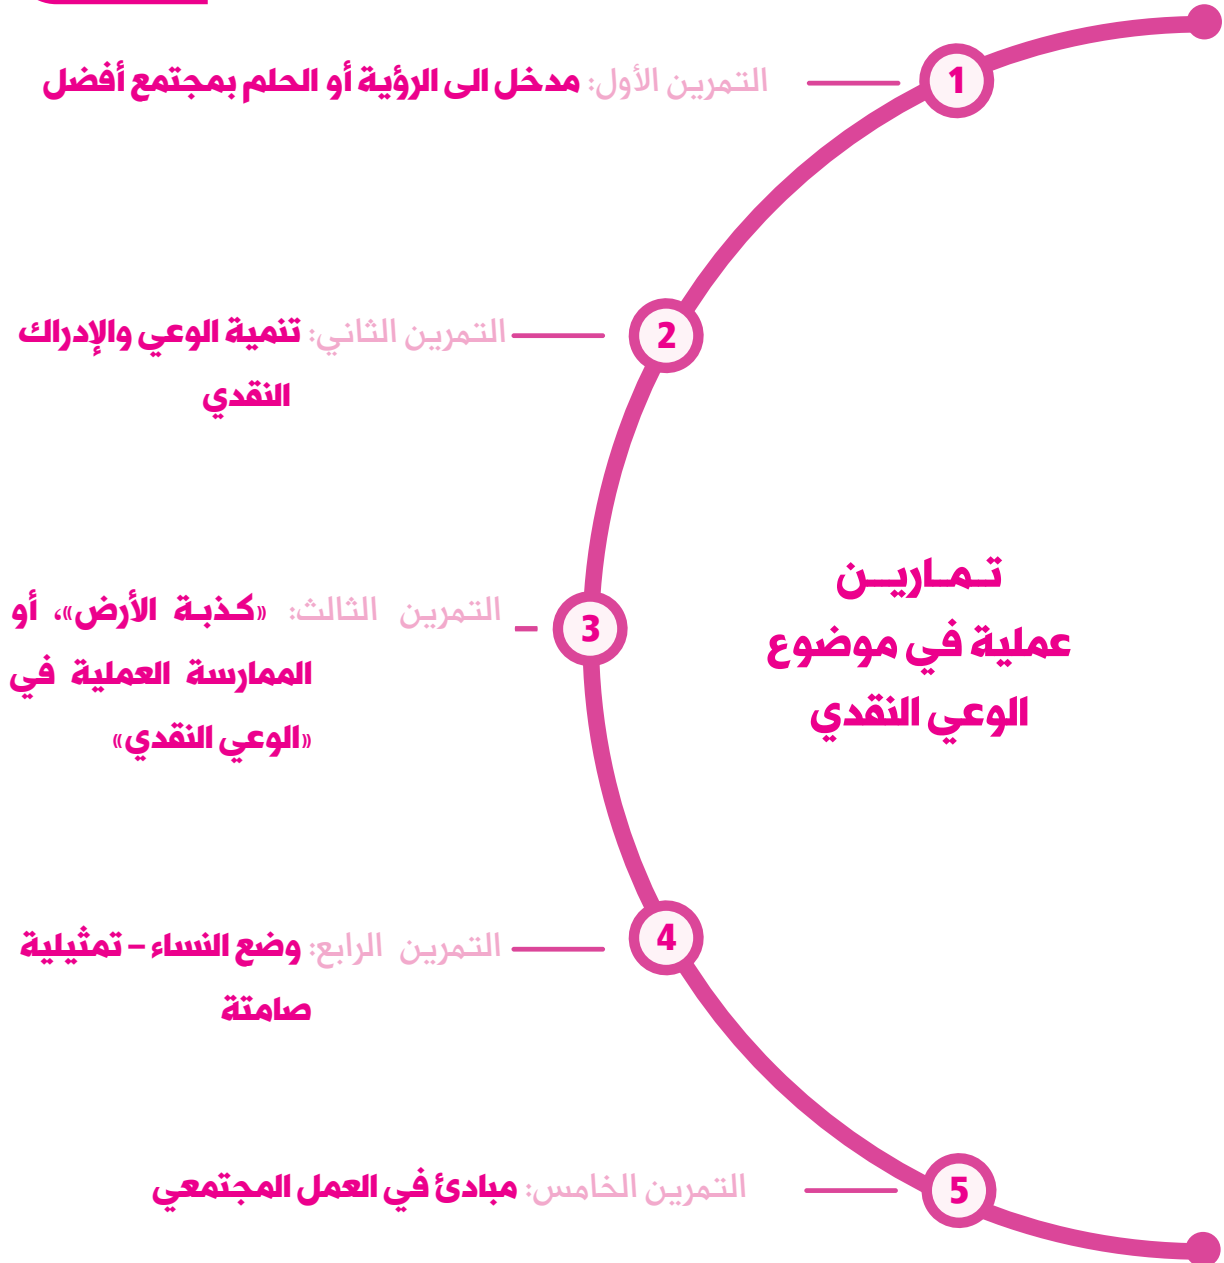 تمارين
عملية في موضوع
الوعي النقدي
1
التمرين الأول: مدخل الى الرؤية أو الحلم بمجتمع أفضل
2
التمرين الثاني: تنمية الوعي والإدراك
النقدي
3
التمرين الثالث: «كذبة الأرض»، أو
الممارسة العملية في
«الوعي النقدي»
4
التمرين الرابع: وضع النساء – تمثيلية
صامتة
5
التمرين الخامس: مبادئ في العمل المجتمعي